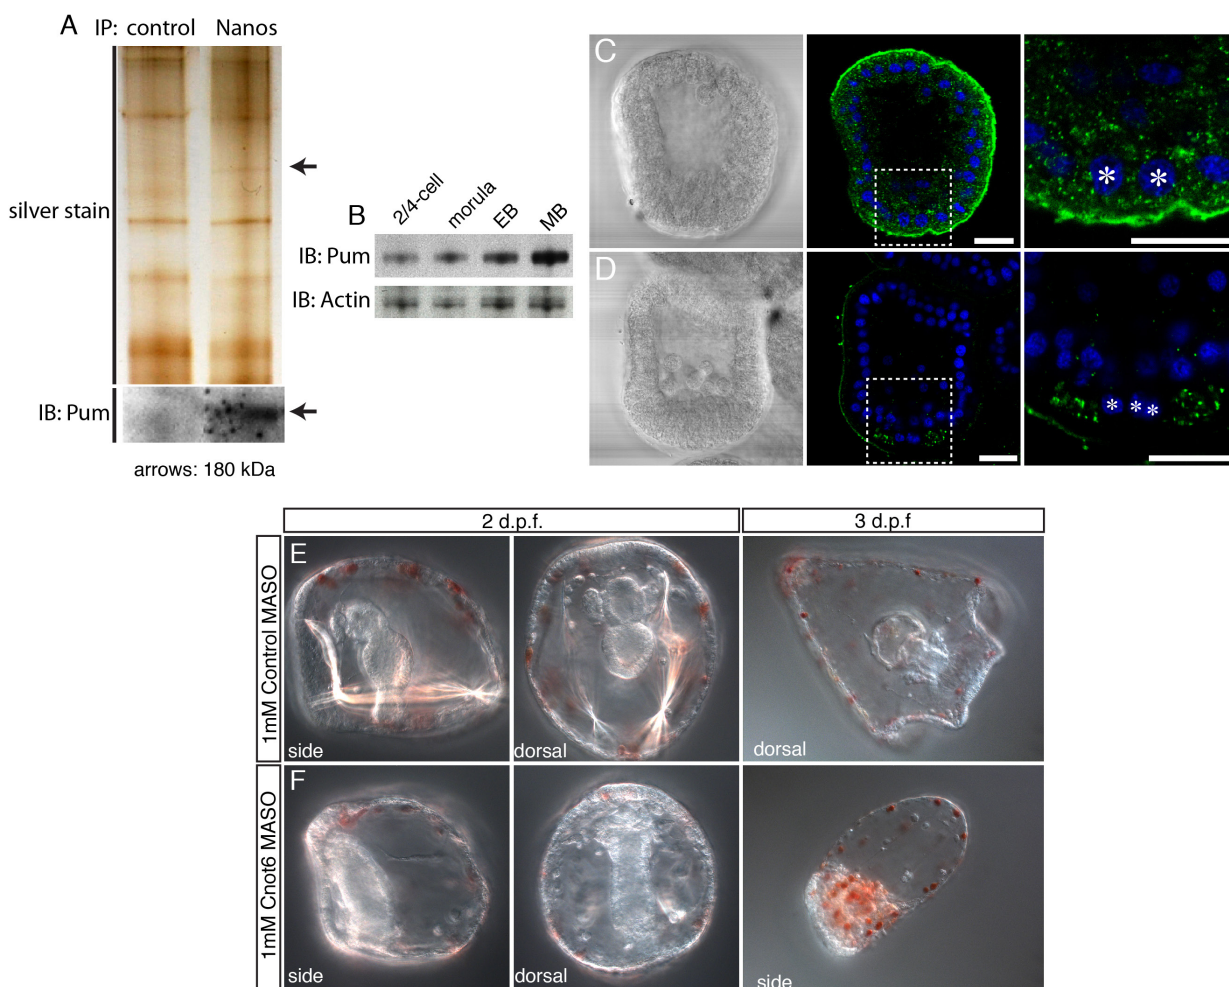 A IP: control Nanos
silver stain
IB: Pum
arrows: 180 kDa
B 2/4-cell morula EB MB
IB: Pum
IB: Actin
C
* *
D
* * *
2 d.p.f. 3 d.p.f
1mM Control MASO
E
side dorsal dorsal
1mM Cnot6 MASO
F
side dorsal side